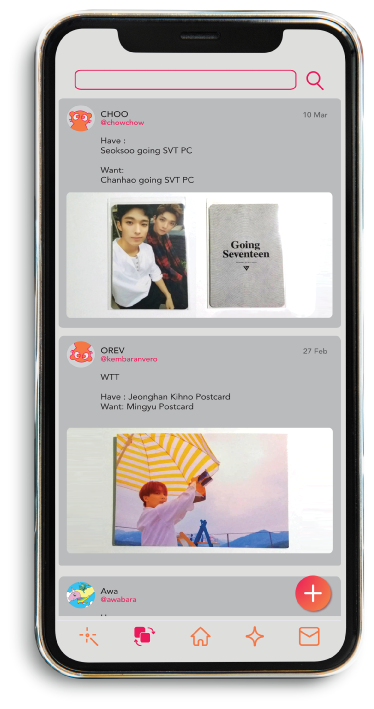 CHOO
10 Mar
@chowchow
Have :
Seoksoo going SVT PC
Want:
Chanhao going SVT PC
Going
Seventeen
OREV
27 Feb
@kembaranvero
WTT
Have : Jeonghan Kihno Postcard
Want: Mingyu Postcard
Awa
@awabara